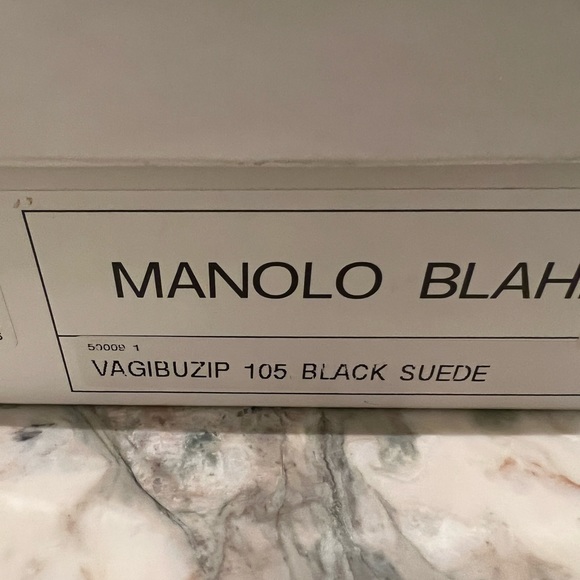 MANOLO BLAH
50009 1
VAGIBUZIP 105 BLACK SUEDE